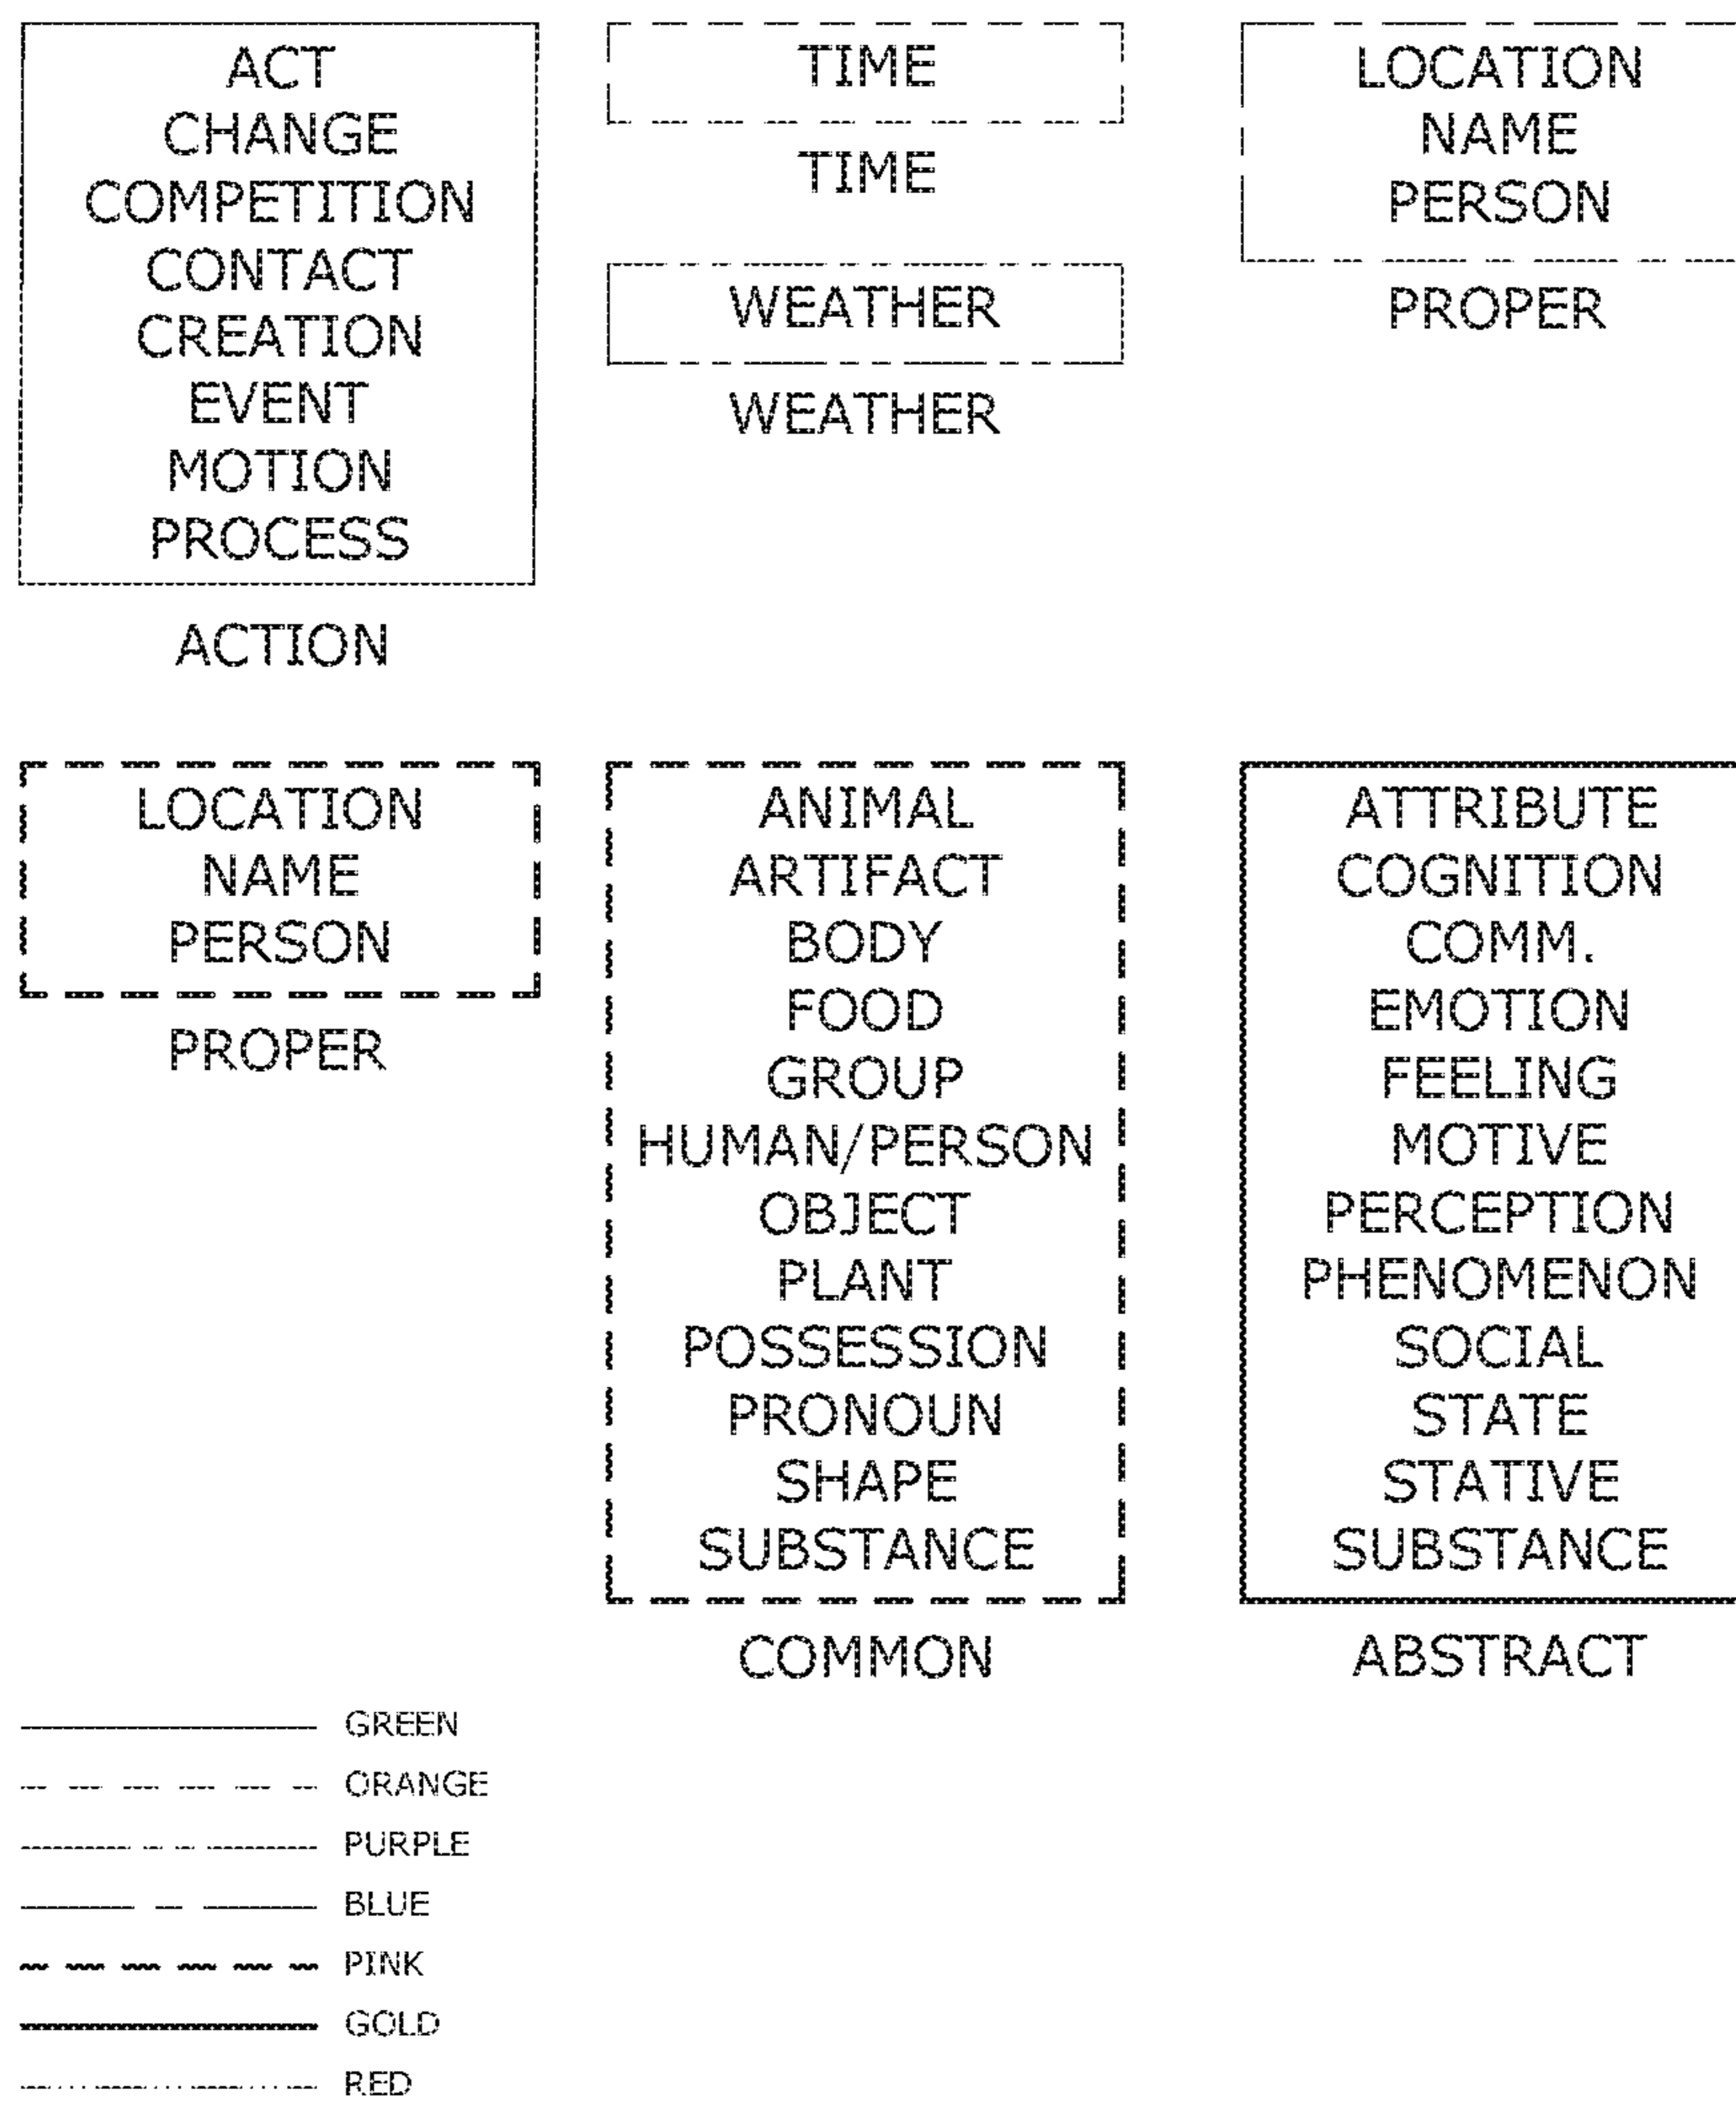 ACT
CHANGE
COMPETITION
CONTACT
CREATION
EVENT
MOTION
PROCESS
ACTION
TIME
TIME
WEATHER
WEATHER
LOCATION
NAME
PERSON
PROPER
LOCATION
NAME
PERSON
PROPER
ANIMAL
ARTIFACT
BODY
FOOD
GROUP
HUMAN/PERSON
OBJECT
PLANT
POSSESSION
PRONOUN
SHAPE
SUBSTANCE
COMMON
ATTRIBUTE
COGNITION
COMM.
EMOTION
FEELING
MOTIVE
PERCEPTION
PHENOMENON
SOCIAL
STATE
STATIVE
SUBSTANCE
ABSTRACT
GREEN
ORANGE
PURPLE
BLUE
PINK
GOLD
RED